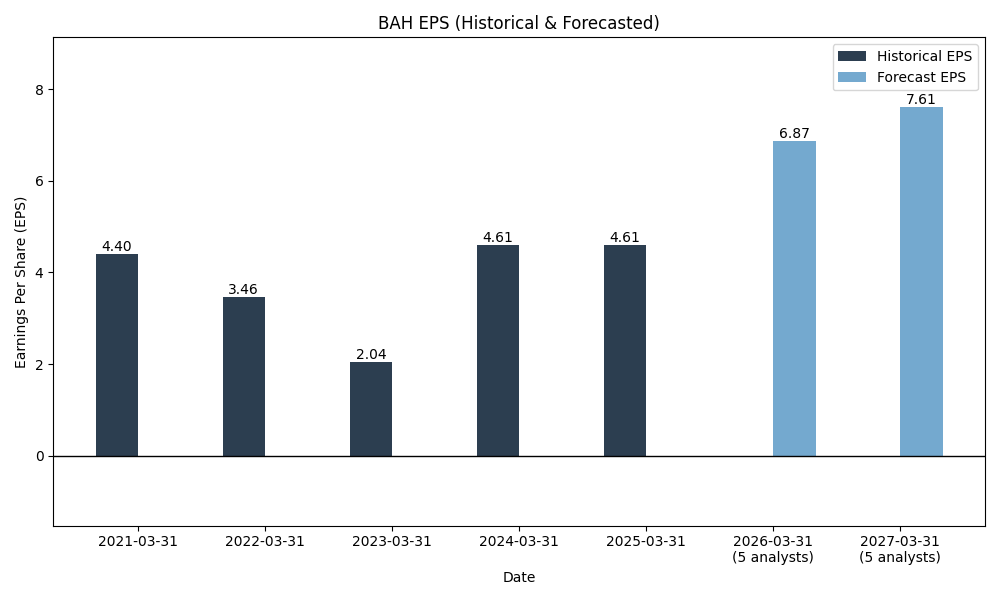 BAH EPS (Historical & Forecasted)
Historical EPS
Forecast EPS
Earnings Per Share (EPS)
8
6
4
2
0
4.40
3.46
2.04
4.61
4.61
6.87
7.61
2021-03-31
2022-03-31
2023-03-31
2024-03-31
2025-03-31
2026-03-31
(5 analysts)
2027-03-31
(5 analysts)
Date